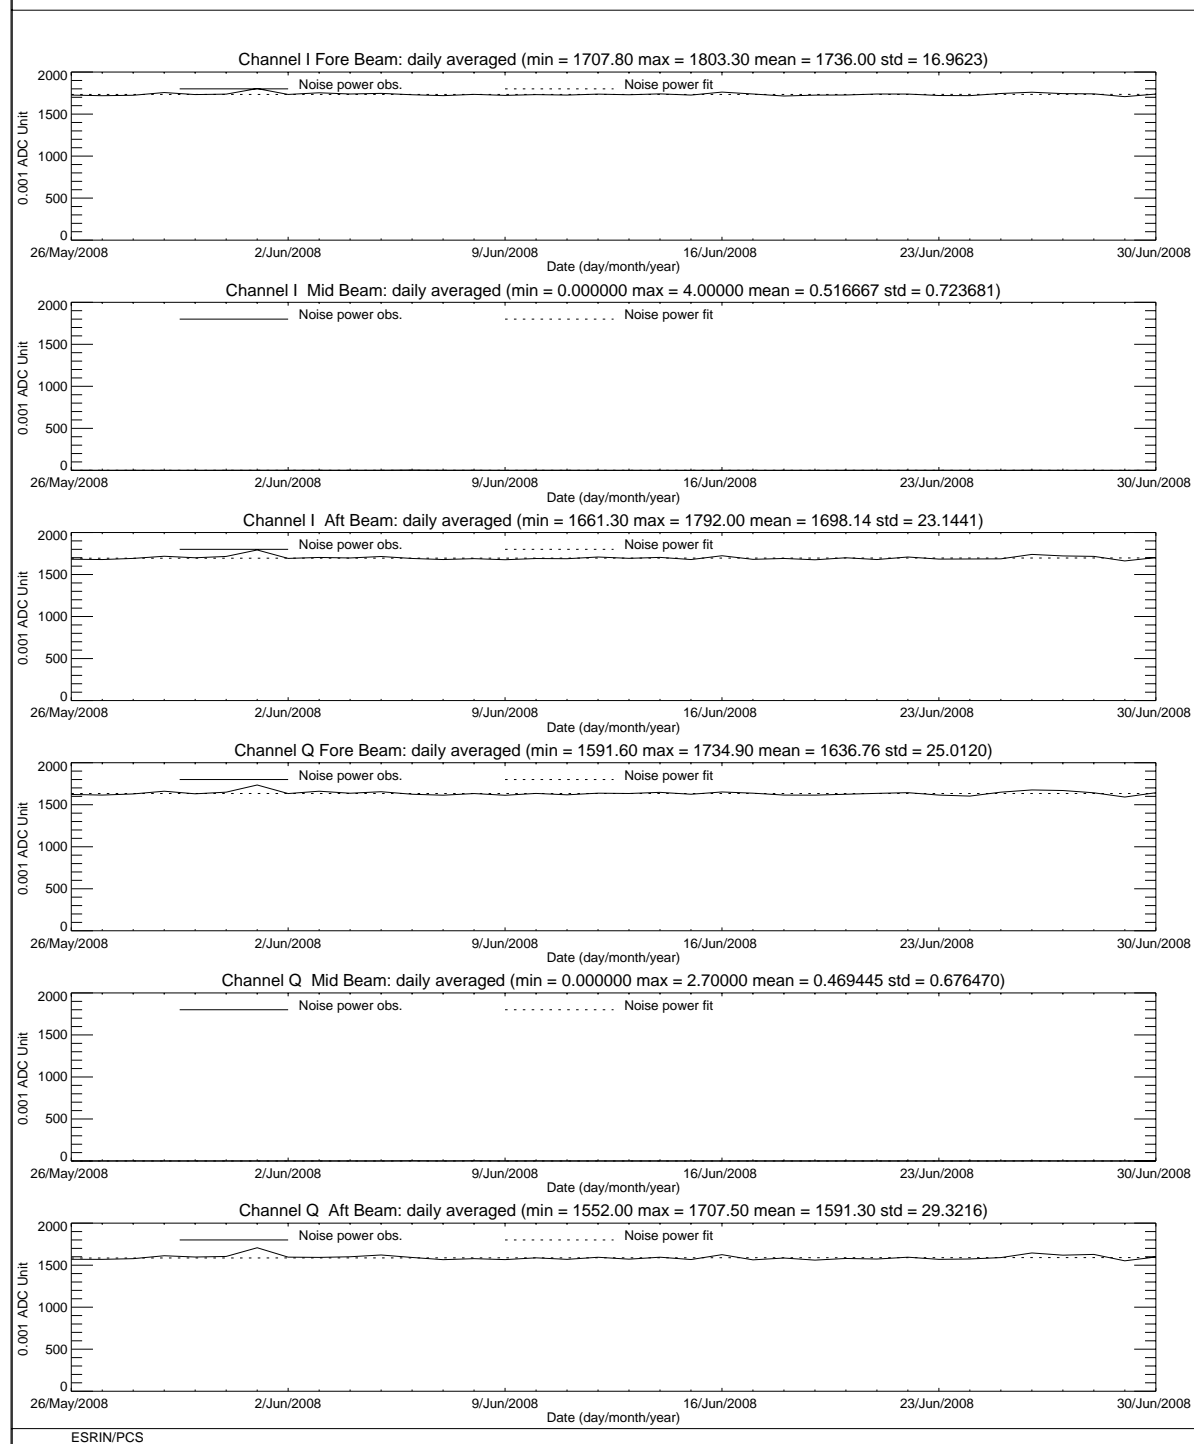 Channel I Fore Beam: daily averaged (min = 1707.80 max = 1803.30 mean = 1736.00 std = 16.9623)
2000
Noise power obs.
Noise power fit
1500
1000
500
0
0.001 ADC Unit
26/May/2008 2/Jun/2008 9/Jun/2008 16/Jun/2008 23/Jun/2008 30/Jun/2008
Date (day/month/year)
Channel I  Mid Beam: daily averaged (min = 0.000000 max = 4.00000 mean = 0.516667 std = 0.723681)
2000
Noise power obs.
Noise power fit
1500
1000
500
0
0.001 ADC Unit
26/May/2008 2/Jun/2008 9/Jun/2008 16/Jun/2008 23/Jun/2008 30/Jun/2008
Date (day/month/year)
Channel I  Aft Beam: daily averaged (min = 1661.30 max = 1792.00 mean = 1698.14 std = 23.1441)
2000
Noise power obs.
Noise power fit
1500
1000
500
0
0.001 ADC Unit
26/May/2008 2/Jun/2008 9/Jun/2008 16/Jun/2008 23/Jun/2008 30/Jun/2008
Date (day/month/year)
Channel Q Fore Beam: daily averaged (min = 1591.60 max = 1734.90 mean = 1636.76 std = 25.0120)
2000
Noise power obs.
Noise power fit
1500
1000
500
0
0.001 ADC Unit
26/May/2008 2/Jun/2008 9/Jun/2008 16/Jun/2008 23/Jun/2008 30/Jun/2008
Date (day/month/year)
Channel Q  Mid Beam: daily averaged (min = 0.000000 max = 2.70000 mean = 0.469445 std = 0.676470)
2000
Noise power obs.
Noise power fit
1500
1000
500
0
0.001 ADC Unit
26/May/2008 2/Jun/2008 9/Jun/2008 16/Jun/2008 23/Jun/2008 30/Jun/2008
Date (day/month/year)
Channel Q  Aft Beam: daily averaged (min = 1552.00 max = 1707.50 mean = 1591.30 std = 29.3216)
2000
Noise power obs.
Noise power fit
1500
1000
500
0
0.001 ADC Unit
26/May/2008 2/Jun/2008 9/Jun/2008 16/Jun/2008 23/Jun/2008 30/Jun/2008
Date (day/month/year)
ESRIN/PCS